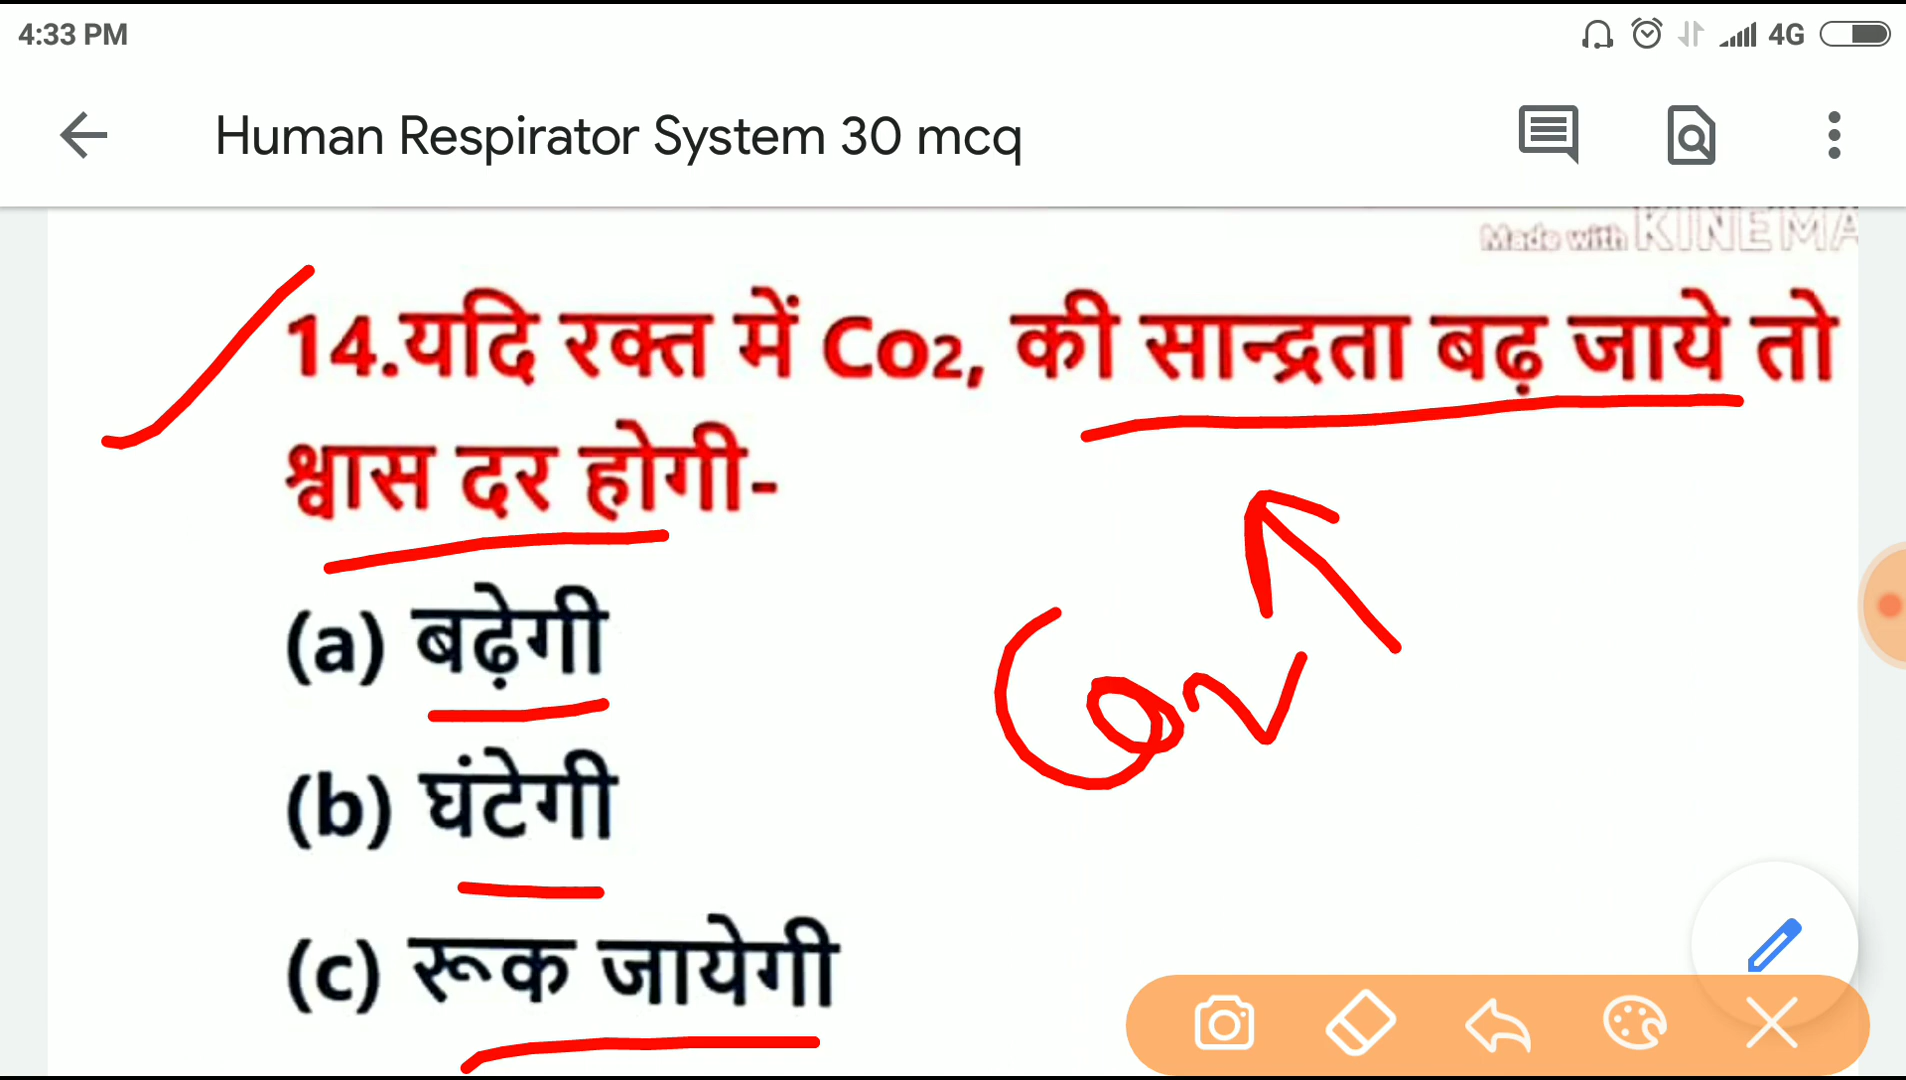 4:33 PM 4G
Human Respirator System 30 mcq
Made with KINEMA
14.यदि रक्त में Co2, की सान्द्रता बढ़ जाये तो
श्वास दर होगी-
(a) बढ़ेगी
Co2
(b) घंटेगी
(c) रूक जायेगी